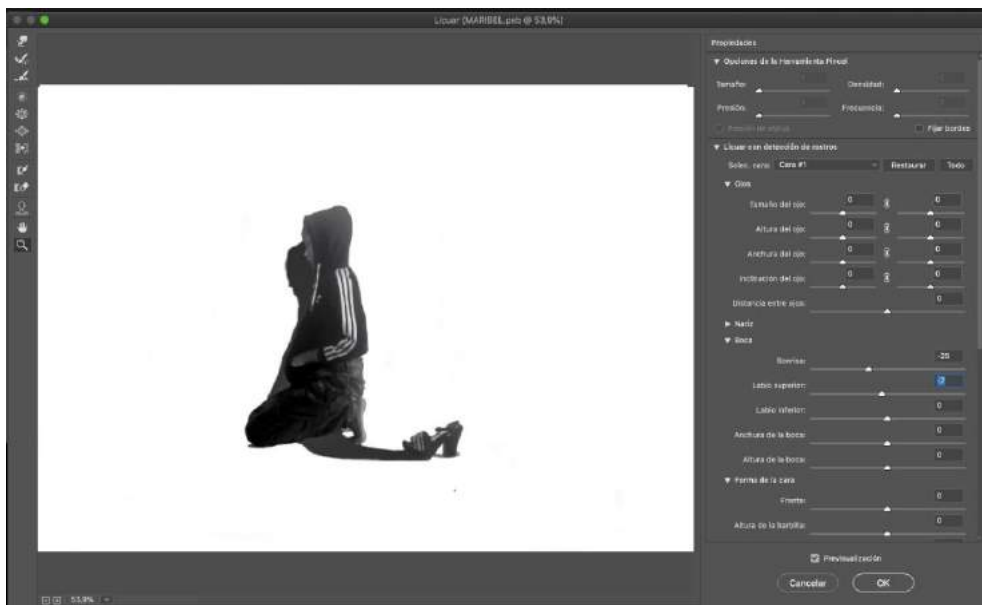 Licuar (MARIBEL.psb @ 53,9%)
Propiedades
Opciones de la Herramienta Pincel
Tamaño: Densidad:
Presión: Frecuencia:
Presión de stylus Fijar bordes
Licuar con detección de rostros
Selec. cara: Cara #1 Restaurar Todo
Ojos
Tamaño del ojo: 0 0
Altura del ojo: 0 0
Anchura del ojo: 0 0
Inclinación del ojo: 0 0
Distancia entre ojos: 0
Nariz
Boca
Sonrisa: -25
Labio superior: -7
Labio inferior: 0
Anchura de la boca: 0
Altura de la boca: 0
Forma de la cara
Frente: 0
Altura de la barbilla: 0
Previsualización
Cancelar OK
53,9%